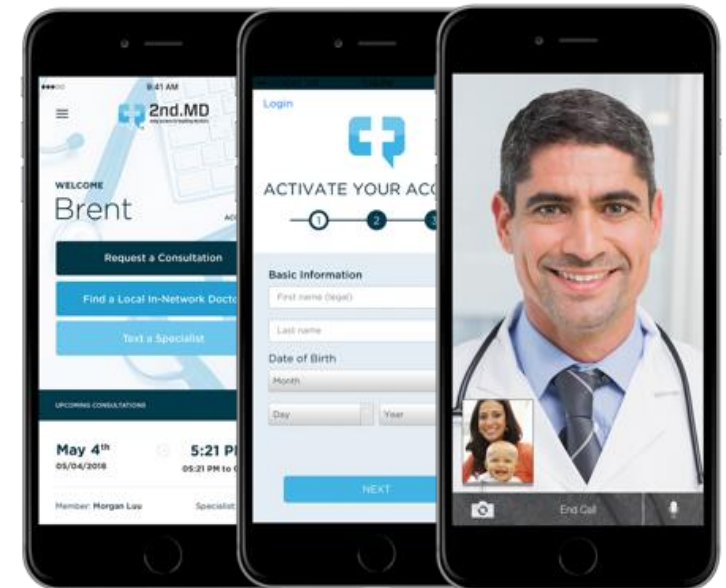 9:41 AM
2nd.MD
WELCOME
Brent
Request a Consultation
Find a Local In-Network Docto
Text a Specialist
UPCOMING CONSULTATIONS
May 4th
5:21 P
05/04/2016
05:21 PM to
Member: Morgan Luu
Specialist
Login
ACTIVATE YOUR ACC
1
2
3
Basic Information
First name (legal)
Last name
Date of Birth
Month
Day
Year
NEXT
End Call